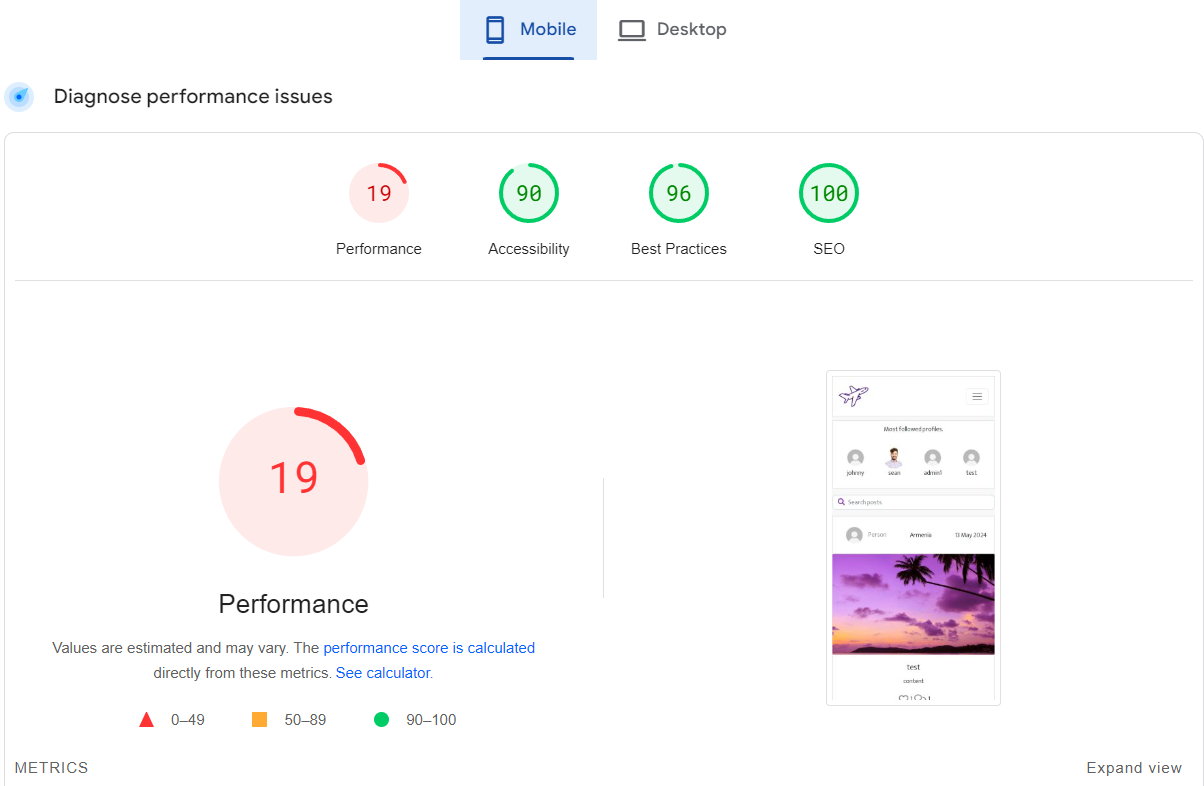 Mobile
Desktop
Diagnose performance issues
19
90
96
100
Performance
Accessibility
Best Practices
SEO
19
Performance
Values are estimated and may vary. The performance score is calculated
directly from these metrics. See calculator.
0–49
50–89
90–100
Most followed profiles.
johnny
sean
admin1
test
Search posts
Person
Armenia
13 May 2024
test
content
1
METRICS
Expand view